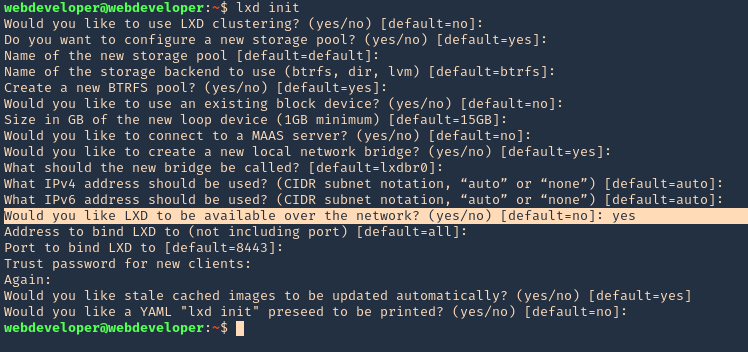 webdeveloper@webdeveloper:~$ lxd init
Would you like to use LXD clustering? (yes/no) [default=no]:
Do you want to configure a new storage pool? (yes/no) [default=yes]:
Name of the new storage pool [default=default]:
Name of the storage backend to use (btrfs, dir, lvm) [default=btrfs]:
Create a new BTRFS pool? (yes/no) [default=yes]:
Would you like to use an existing block device? (yes/no) [default=no]:
Size in GB of the new loop device (1GB minimum) [default=15GB]:
Would you like to connect to a MAAS server? (yes/no) [default=no]:
Would you like to create a new local network bridge? (yes/no) [default=yes]:
What should the new bridge be called? [default=lxdbr0]:
What IPv4 address should be used? (CIDR subnet notation, “auto” or “none”) [default=auto]:
What IPv6 address should be used? (CIDR subnet notation, “auto” or “none”) [default=auto]:
Would you like LXD to be available over the network? (yes/no) [default=no]: yes
Address to bind LXD to (not including port) [default=all]:
Port to bind LXD to [default=8443]:
Trust password for new clients:
Again:
Would you like stale cached images to be updated automatically? (yes/no) [default=yes]
Would you like a YAML "lxd init" preseed to be printed? (yes/no) [default=no]:
webdeveloper@webdeveloper:~$